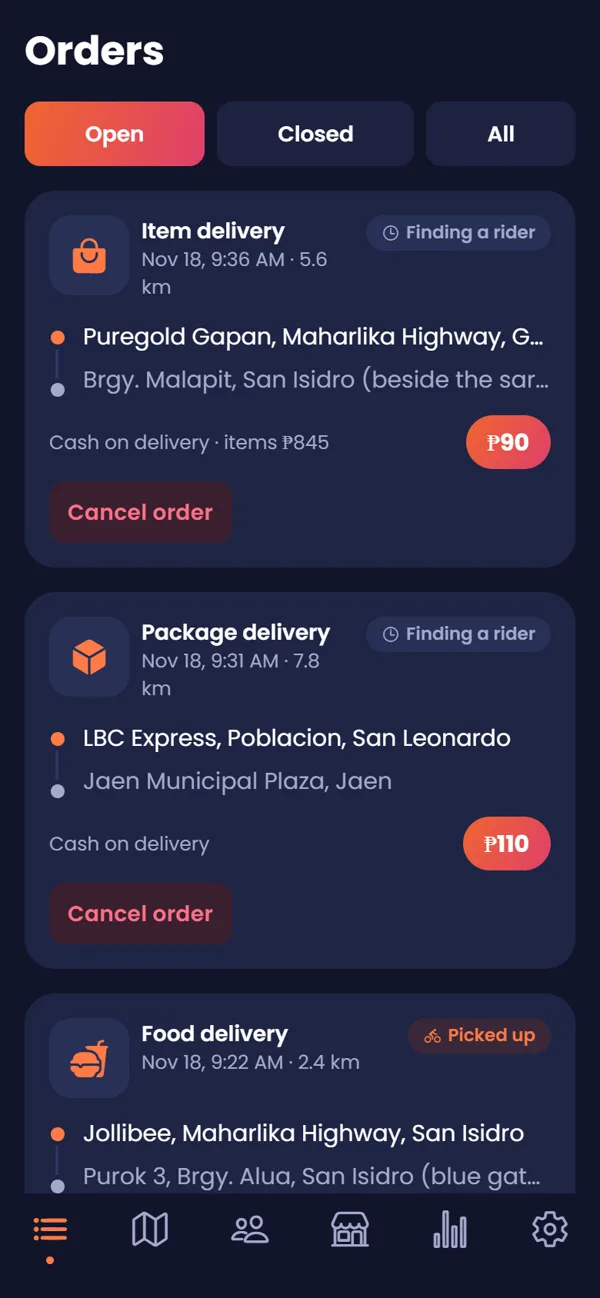 Orders
Open
Closed
All
Item delivery
Finding a rider
Nov 18, 9:36 AM · 5.6
km
Puregold Gapan, Maharlika Highway, G...
Brgy. Malapit, San Isidro (beside the sar...
Cash on delivery · items ₱845
₱90
Cancel order
Package delivery
Finding a rider
Nov 18, 9:31 AM · 7.8
km
LBC Express, Poblacion, San Leonardo
Jaen Municipal Plaza, Jaen
Cash on delivery
₱110
Cancel order
Food delivery
Picked up
Nov 18, 9:22 AM · 2.4 km
Jollibee, Maharlika Highway, San Isidro
Purok 3, Brgy. Alua, San Isidro (blue gat...